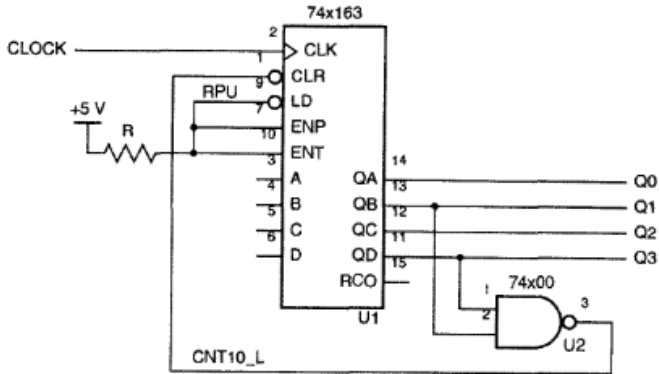 74x163
2
CLOCK
CLK
1
CLR
9
RPU
LD
7
+5 V
R
ENP
10
ENT
3
14
A
QA
Q0
4
13
B
QB
Q1
5
12
C
QC
Q2
6
11
D
QD
Q3
15
RCO
74x00
1
2
3
U1
U2
CNT10_L